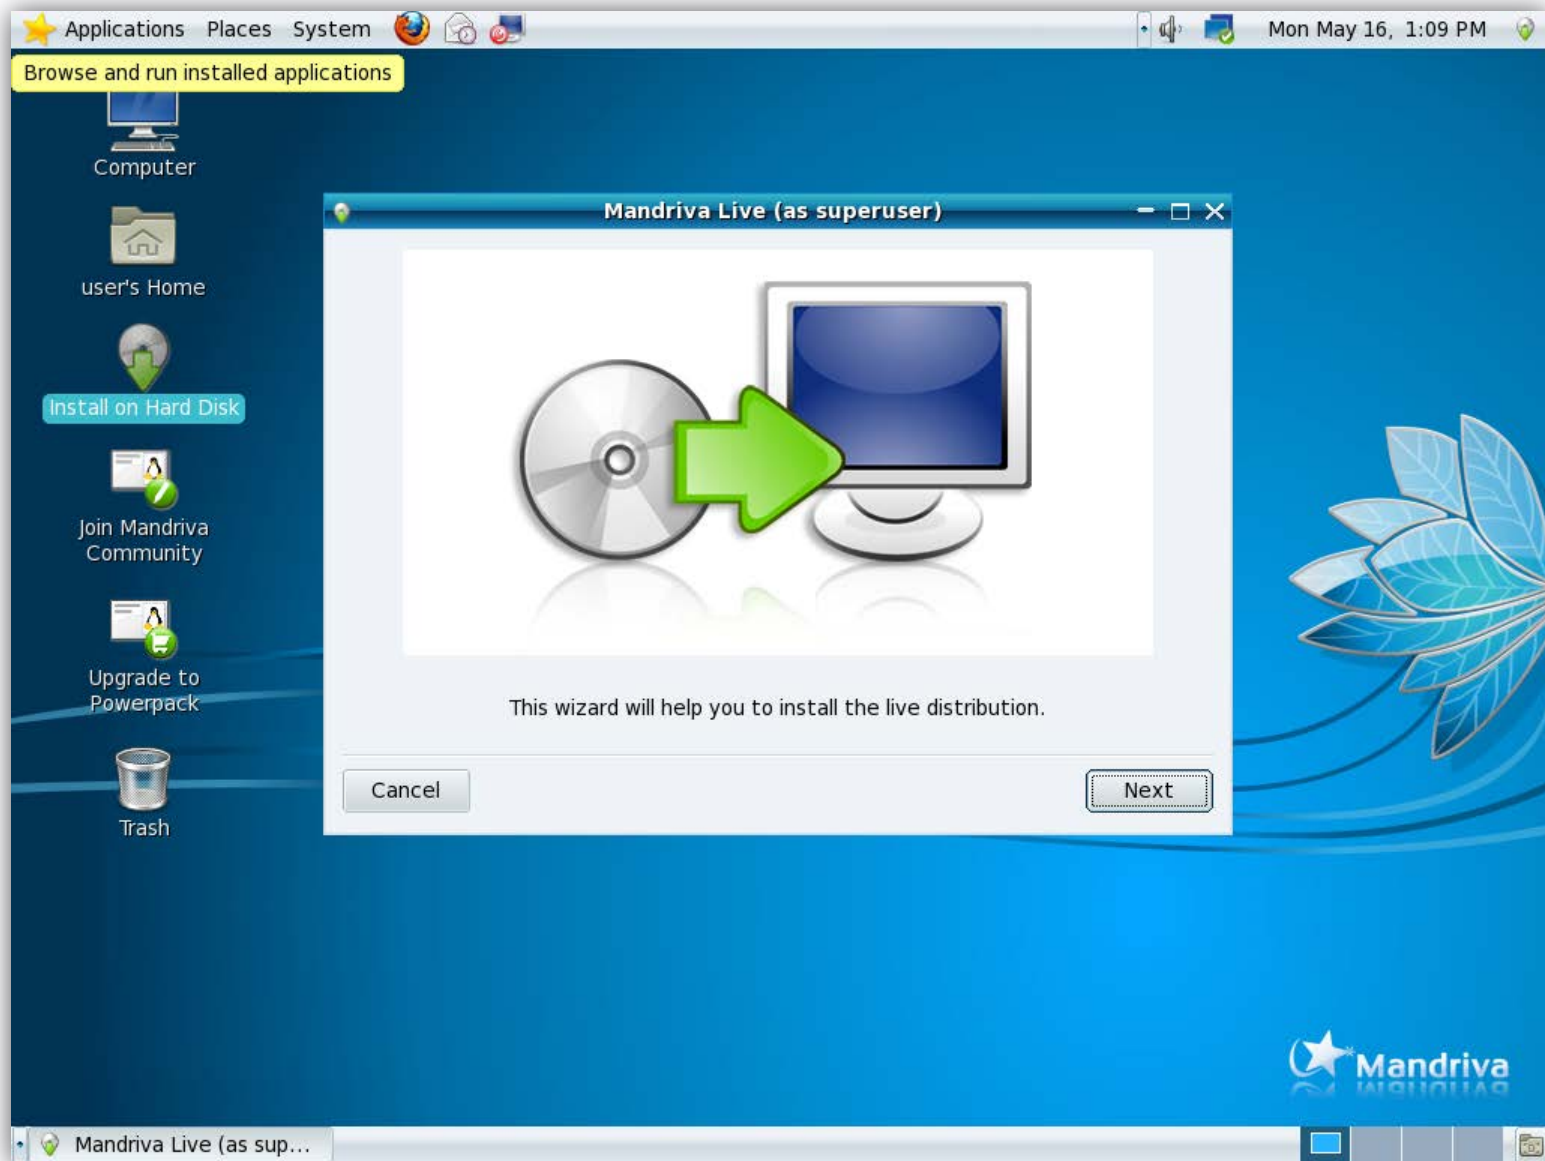 Applications Places System
Mon May 16, 1:09 PM
Browse and run installed applications
Computer
user's Home
Install on Hard Disk
Join Mandriva
Community
Upgrade to
Powerpack
Trash
Mandriva Live (as superuser)
This wizard will help you to install the live distribution.
Cancel
Next
Mandriva
Mandriva Live (as sup...